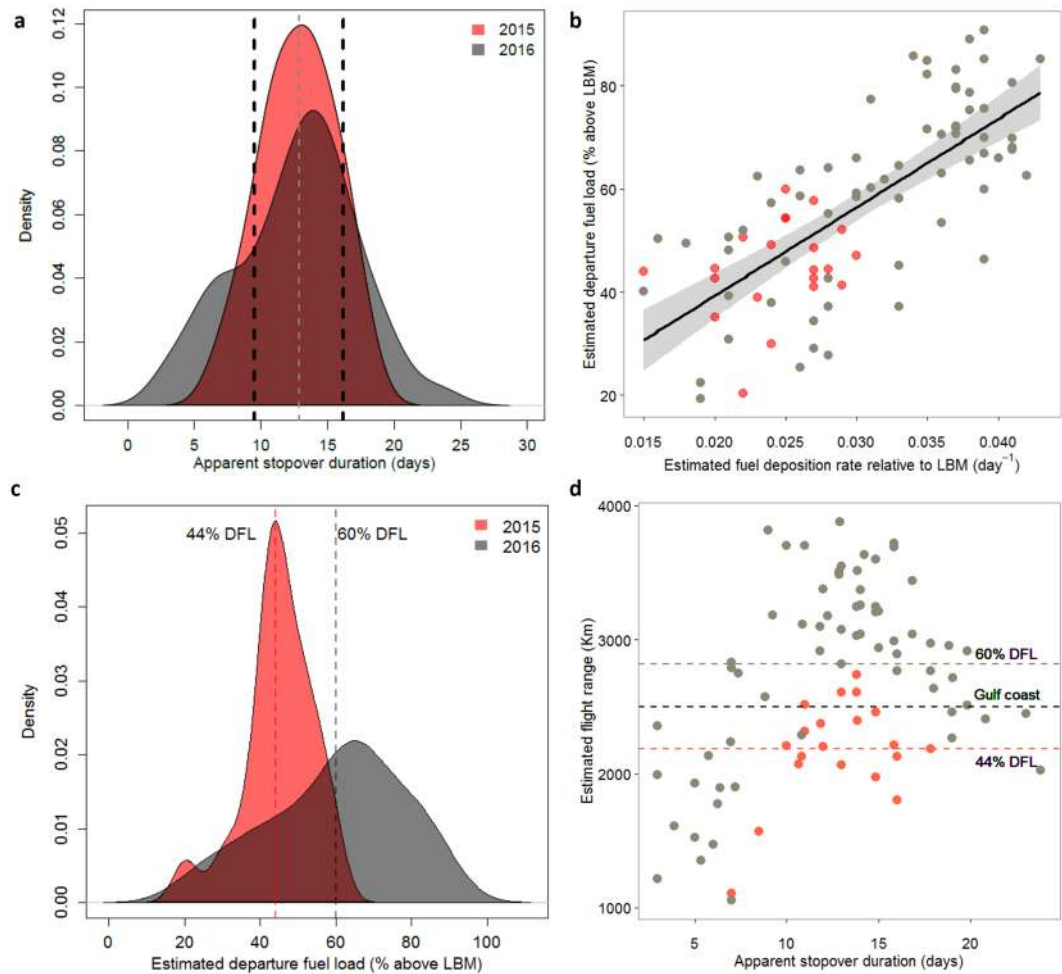 a
2015
2016
0.12
0.10
0.08
0.06
0.04
0.02
0.00
Density
0
5
10
15
20
25
30
Apparent stopover duration (days)
b
80
60
40
20
Estimated departure fuel load (% above LBM)
0.015
0.020
0.025
0.030
0.035
0.040
Estimated fuel deposition rate relative to LBM (day⁻¹)
c
44% DFL
60% DFL
2015
2016
0.05
0.04
0.03
0.02
0.01
0.00
Density
0
20
40
60
80
100
Estimated departure fuel load (% above LBM)
d
4000
3000
2000
1000
Estimated flight range (Km)
60% DFL
Gulf coast
44% DFL
5
10
15
20
Apparent stopover duration (days)